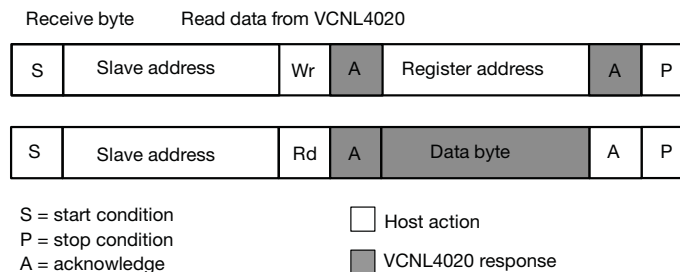 Receive byte Read data from VCNL4020
S Slave address Wr A Register address A P
S Slave address Rd A Data byte A P
S = start condition
P = stop condition
A = acknowledge
Host action
VCNL4020 response